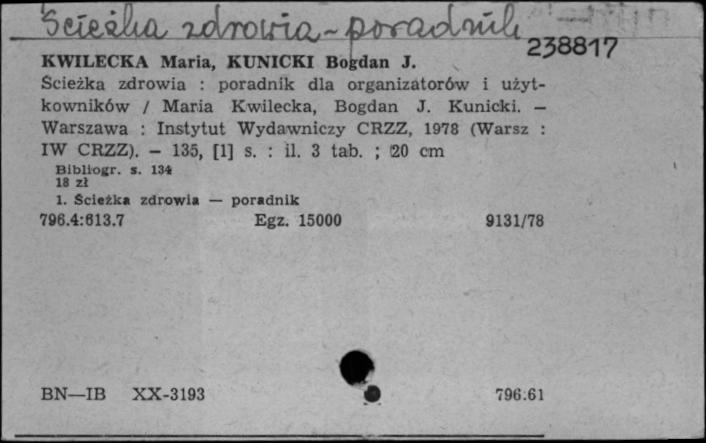 Ścieżka zdrowia - poradnik
238817
KWILECKA Maria, KUNICKI Bogdan J.
Ścieżka zdrowia : poradnik dla organizatorów i użyt-
kowników / Maria Kwilecka, Bogdan J. Kunicki. —
Warszawa : Instytut Wydawniczy CRZZ, 1978 (Warsz :
IW CRZZ). — 135, [1] s. : il. 3 tab. ; 20 cm
Bibliogr. s. 134
18 zł
1. Ścieżka zdrowia — poradnik
796.4:613.7 Egz. 15000 9131/78
BN—IB XX-3193 796:61